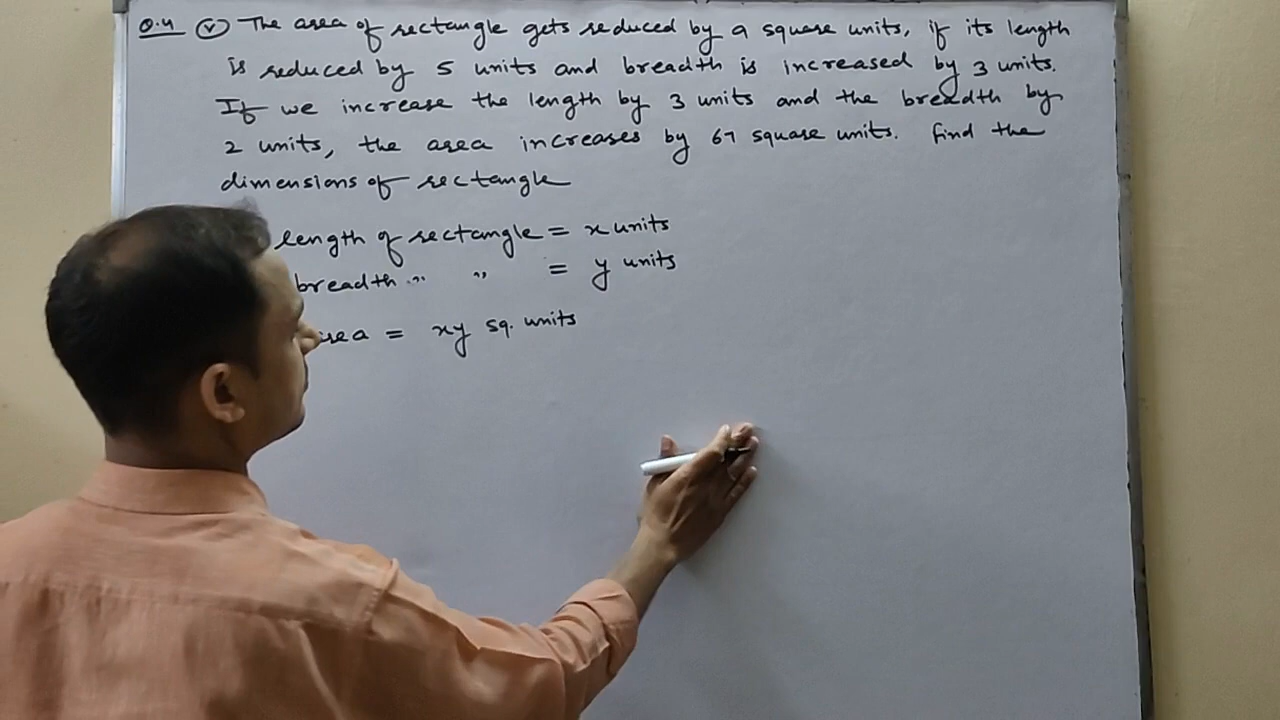 Q.4 (v) The area of rectangle gets reduced by 9 square units, if its length
is reduced by 5 units and breadth is increased by 3 units.
If we increase the length by 3 units and the breadth by
2 units, the area increases by 67 square units. Find the
dimensions of rectangle
length of rectangle = x units
breadth " " = y units
= xy sq. units